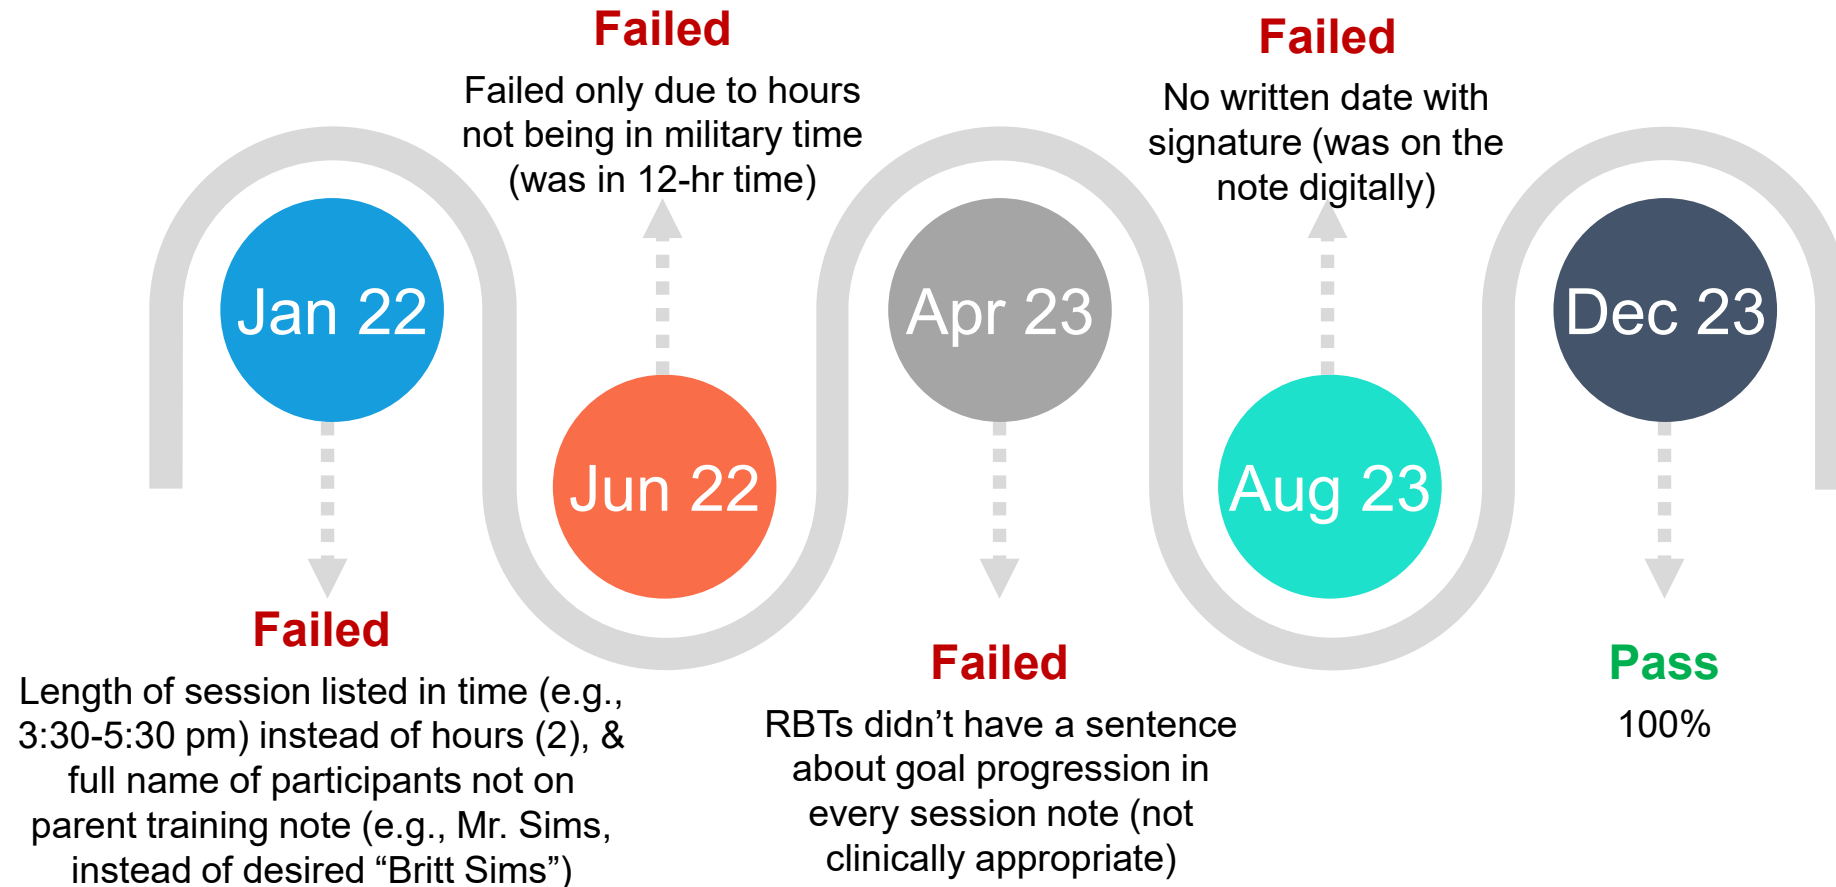 Jan 22
Failed
Length of session listed in time (e.g.,
3:30-5:30 pm) instead of hours (2), &
full name of participants not on
parent training note (e.g., Mr. Sims,
instead of desired “Britt Sims”)
Failed
Failed only due to hours
not being in military time
(was in 12-hr time)
Jun 22
Apr 23
Failed
RBTs didn’t have a sentence
about goal progression in
every session note (not
clinically appropriate)
Failed
No written date with
signature (was on the
note digitally)
Aug 23
Dec 23
Pass
100%